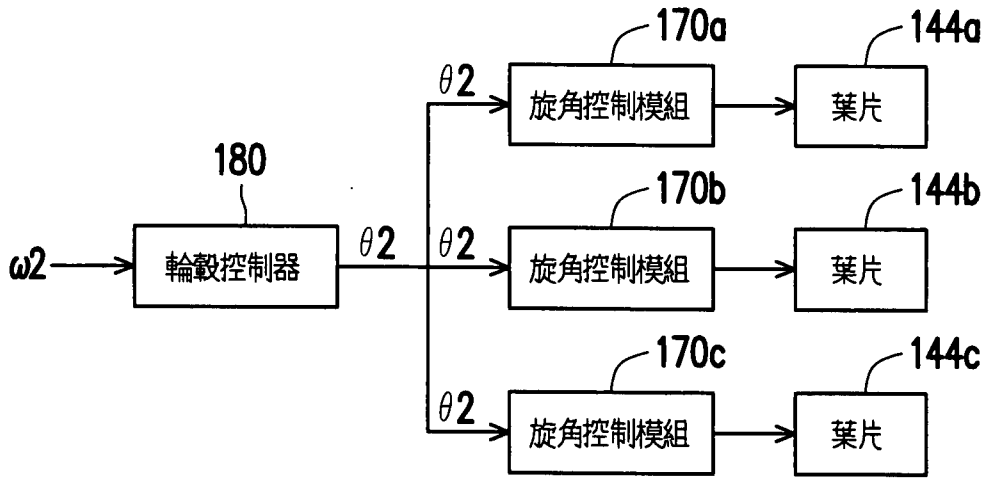 170a
144a
θ2
旋角控制模組
葉片
180
170b
144b
ω2
輪轂控制器
θ2
θ2
旋角控制模組
葉片
170c
144c
θ2
旋角控制模組
葉片